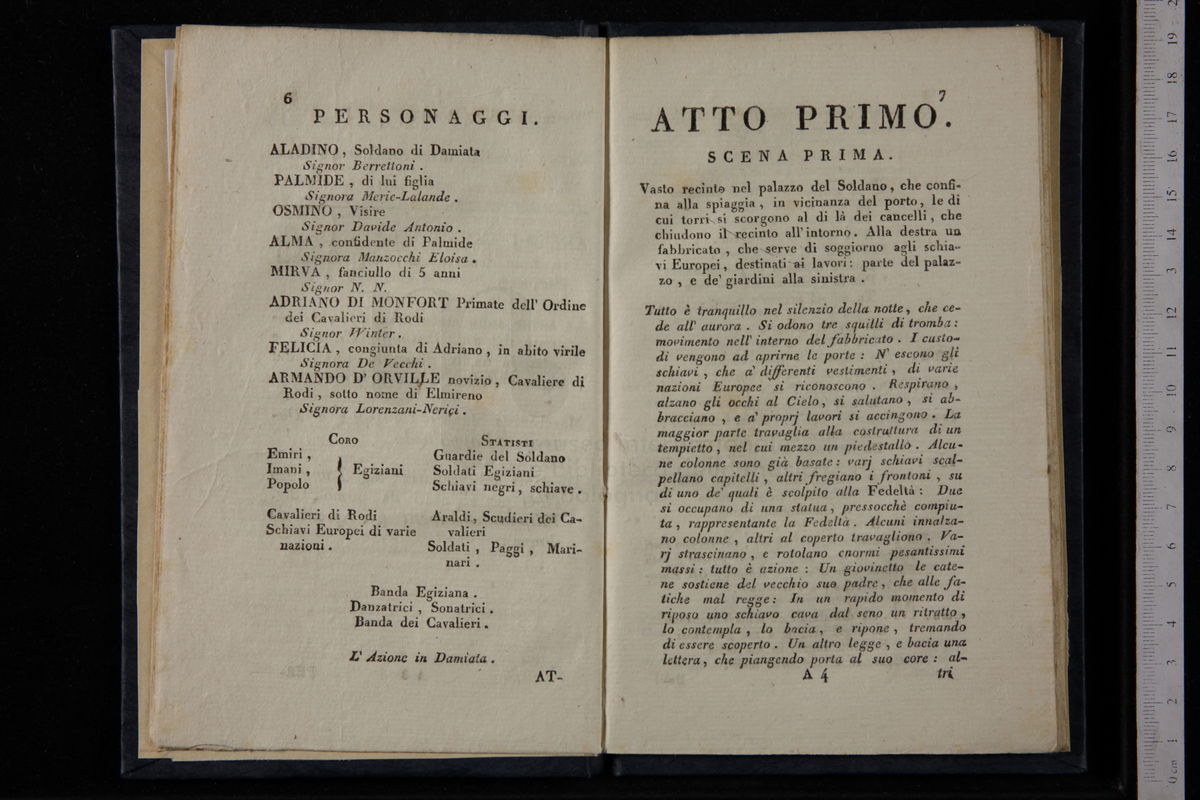 6
PERSONAGGI.
ALADINO, Soldano di Damiata
Signor Berrettoni.
PALMIDE, di lui figlia
Signora Meric-Lalande.
OSMINO, Visire
Signor Davide Antonio.
ALMA, confidente di Palmide
Signora Manzocchi Eloisa.
MIRVA, fanciullo di 5 anni
Signor N. N.
ADRIANO DI MONFORT Primate dell' Ordine
dei Cavalieri di Rodi
Signor Winter.
FELICIA, congiunta di Adriano, in abito virile
Signora De Vecchi.
ARMANDO D' ORVILLE novizio, Cavaliere di
Rodi, sotto nome di Elmireno
Signora Lorenzani-Nerici.
CORO
Emiri,
Imani, } Egiziani
Popolo
Cavalieri di Rodi
Schiavi Europei di varie
nazioni.
STATISTI
Guardie del Soldano
Soldati Egiziani
Schiavi negri, schiave.
Araldi, Scudieri dei Ca-
valieri
Soldati, Paggi, Mari-
nari.
Banda Egiziana.
Danzatrici, Sonatrici.
Banda dei Cavalieri.
L' Azione in Damiata.
AT-
7
ATTO PRIMO.
SCENA PRIMA.
Vasto recinto nel palazzo del Soldano, che confi-
na alla spiaggia, in vicinanza del porto, le di
cui torri si scorgono al di là dei cancelli, che
chiudono il recinto all' intorno. Alla destra un
fabbricato, che serve di soggiorno agli schia-
vi Europei, destinati ai lavori: parte del palaz-
zo, e de' giardini alla sinistra.
Tutto è tranquillo nel silenzio della notte, che ce-
de all' aurora. Si odono tre squilli di tromba:
movimento nell' interno del fabbricato. I custo-
di vengono ad aprirne le porte: N' escono gli
schiavi, che a' differenti vestimenti, di varie
nazioni Europee si riconoscono. Respirano,
alzano gli occhi al Cielo, si salutano, si ab-
bracciano, e a' proprj lavori si accingono. La
maggior parte travaglia alla costruttura di un
tempietto, nel cui mezzo un piedestallo. Alcu-
ne colonne sono già basate: varj schiavi scal-
pellano capitelli, altri fregiano i frontoni, su
di uno de' quali è scolpito alla Fedeltà: Due
si occupano di una statua, pressocchè compiu-
ta, rappresentante la Fedeltà. Alcuni innalza-
no colonne, altri al coperto travagliono. Va-
rj strascinano, e rotolano enormi pesantissimi
massi: tutto è azione: Un giovinetto le cate-
ne sostiene del vecchio suo padre, che alle fa-
tiche mal regge: In un rapido momento di
riposo uno schiavo cava dal seno un ritratto,
lo contempla, lo bacia, e ripone, tremando
di essere scoperto. Un altro legge, e bacia una
lettera, che piangendo porta al suo core: al-
A 4
tri